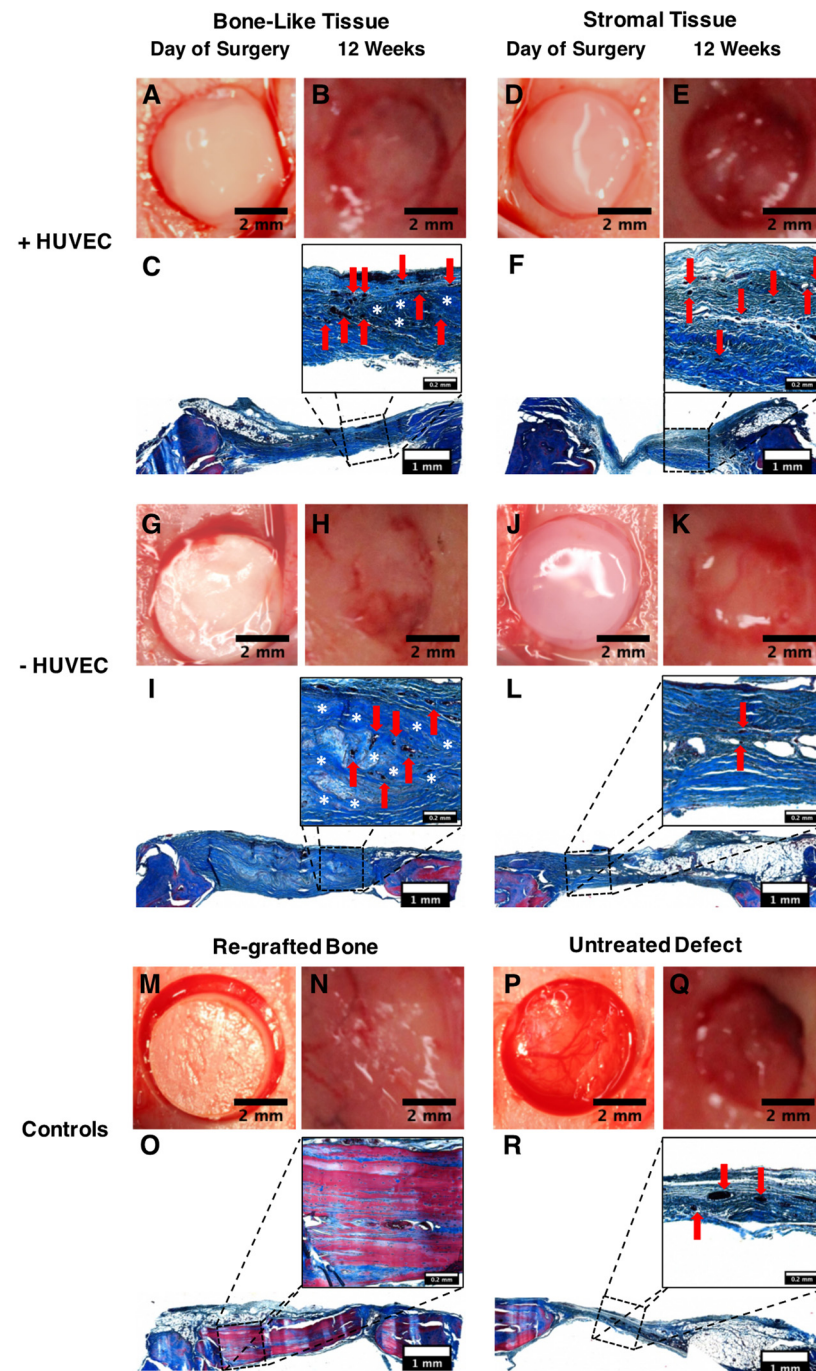 Bone-Like Tissue Stromal Tissue
Day of Surgery 12 Weeks Day of Surgery 12 Weeks
A B D E
2 mm 2 mm 2 mm 2 mm
+ HUVEC
C F
* * *
* *
0.2 mm 0.2 mm
1 mm 1 mm
G H J K
2 mm 2 mm 2 mm 2 mm
- HUVEC
I L
* * *
* * *
* * * *
0.2 mm 0.2 mm
1 mm 1 mm
Re-grafted Bone Untreated Defect
M N P Q
2 mm 2 mm 2 mm 2 mm
Controls
O R
0.2 mm 0.2 mm
1 mm 1 mm